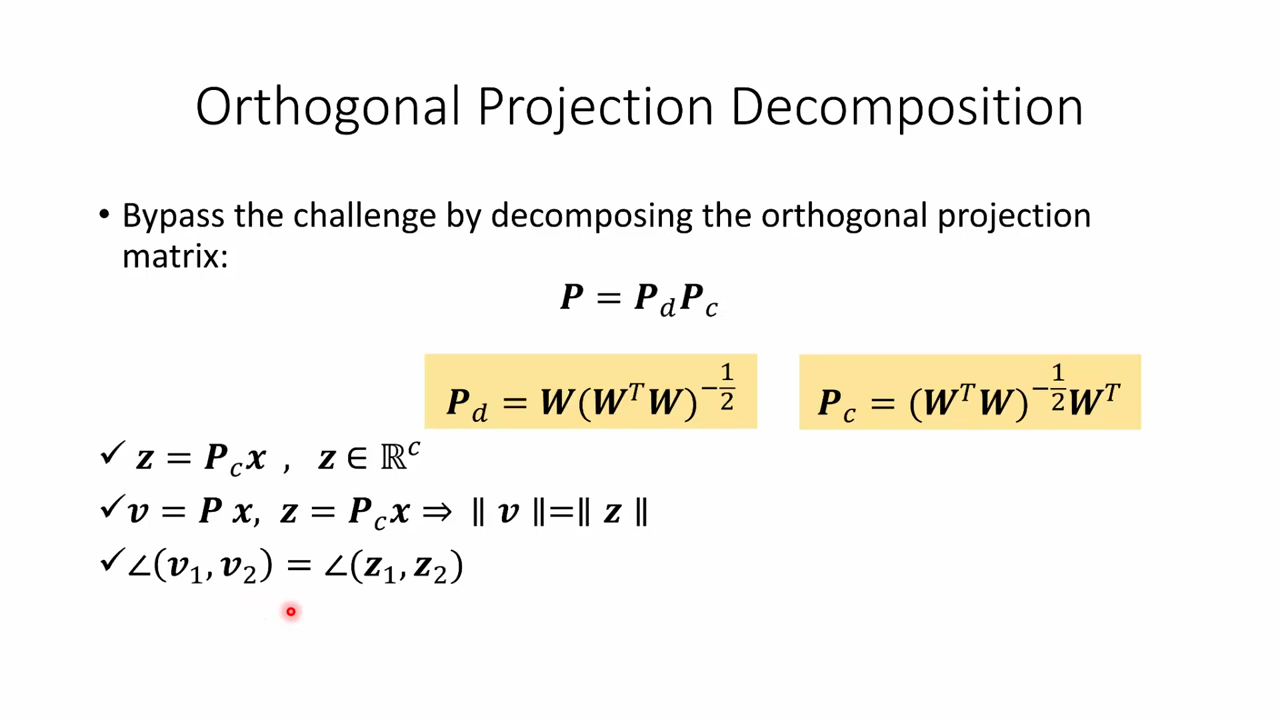 Orthogonal Projection Decomposition
• Bypass the challenge by decomposing the orthogonal projection
matrix:
𝑷 = 𝑷_d 𝑷_c
𝑷_d = 𝑾(𝑾^T 𝑾)^{-1/2}  𝑷_c = (𝑾^T 𝑾)^{-1/2} 𝑾^T
✓ 𝒛 = 𝑷_c 𝒙 , 𝒛 ∈ ℝ^c
✓ 𝒗 = 𝑷 𝒙, 𝒛 = 𝑷_c 𝒙 ⇒ ∥ 𝒗 ∥=∥ 𝒛 ∥
✓ ∠(𝒗_1, 𝒗_2) = ∠(𝒛_1, 𝒛_2)